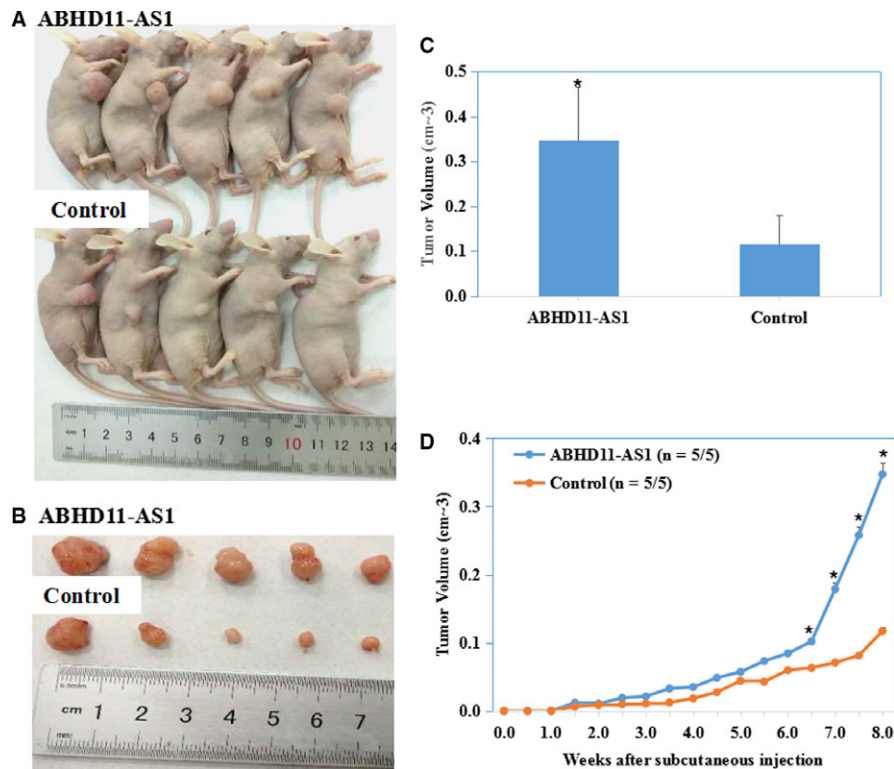 A ABHD11-AS1
Control
cm 1 2 3 4 5 6 7 8 9 10 11 12 13 14
B ABHD11-AS1
Control
cm 1 2 3 4 5 6 7
C
Tumor Volume (cm~3)
0.5
0.4
0.3
0.2
0.1
0.0
*
ABHD11-AS1 Control
D
Tumor Volume (cm~3)
0.4
0.3
0.2
0.1
0.0
ABHD11-AS1 (n = 5/5)
Control (n = 5/5)
* * * *
0.0 1.0 2.0 3.0 4.0 5.0 6.0 7.0 8.0
Weeks after subcutaneous injection